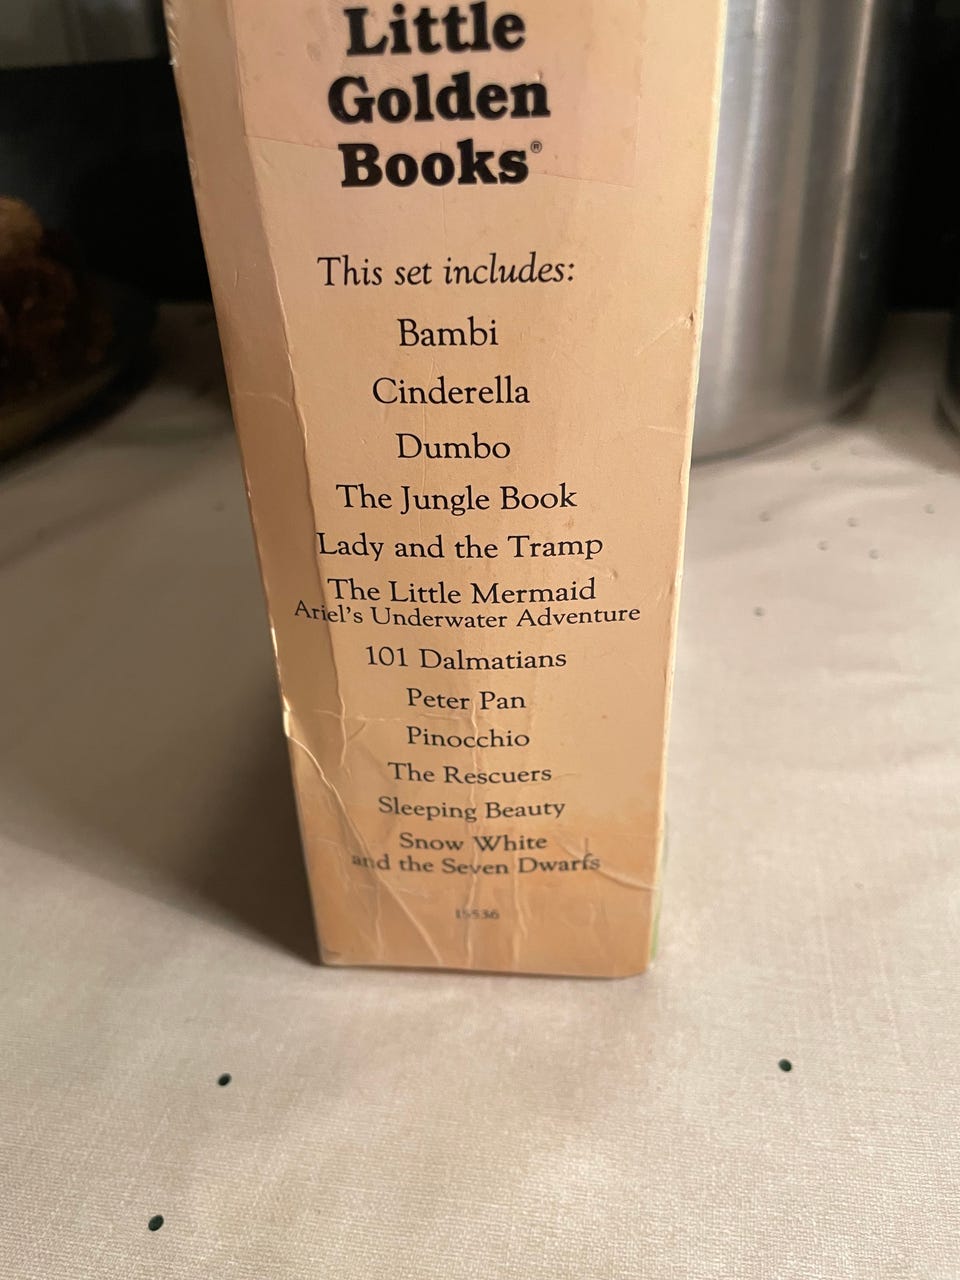 Little
Golden
Books®
This set includes:
Bambi
Cinderella
Dumbo
The Jungle Book
Lady and the Tramp
The Little Mermaid
Ariel's Underwater Adventure
101 Dalmatians
Peter Pan
Pinocchio
The Rescuers
Sleeping Beauty
Snow White
and the Seven Dwarfs
15536